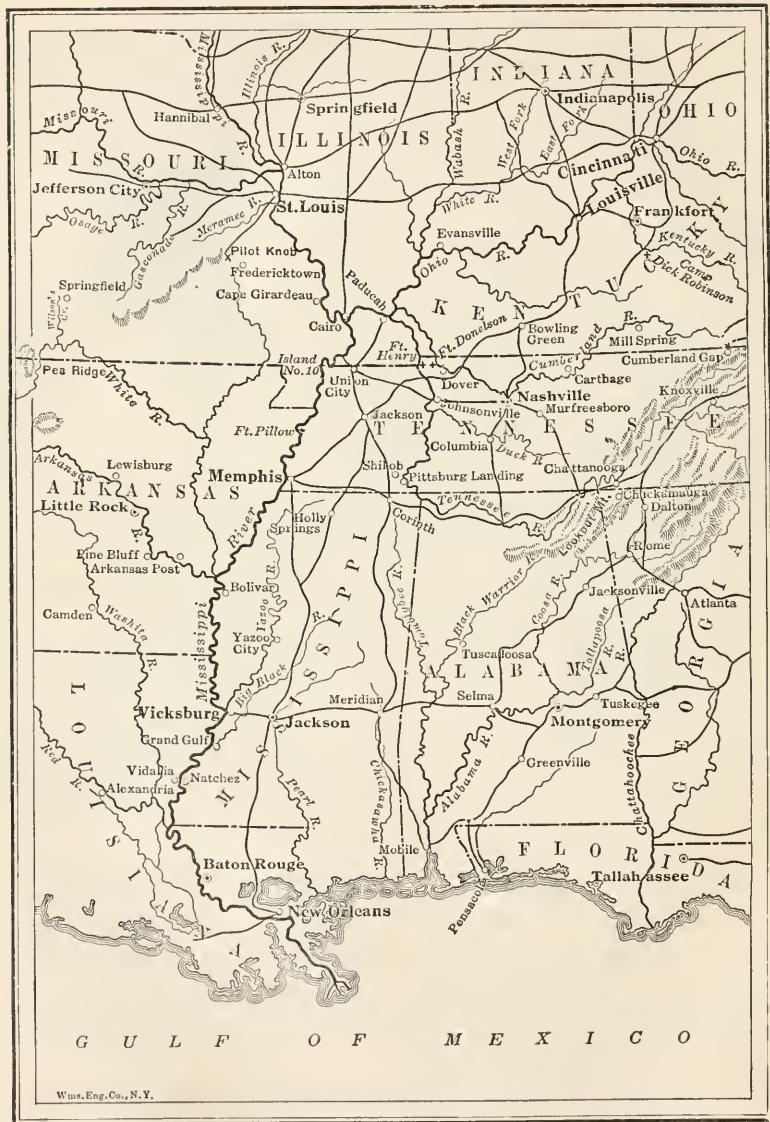 Mississippi R.
Illinois R.
INDIANA
Springfield
Indianapolis
OHIO
Missouri R.
Hannibal
ILLINOIS
Wabash R.
West Fork
East Fork
Cincinnati
Ohio R.
MISSOURI
Alton
Jefferson City
St. Louis
Louisville
Frankfort
Osage R.
Gasconade R.
Meramec R.
White R.
Evansville
Ohio R.
Kentucky R.
Camp
Dick Robinson
KENTUCKY
Pilot Knob
Fredericktown
Springfield
Wilson's
Cr.
Cape Girardeau
Paducah
Cairo
Bowling
Green
Mill Spring
Cumberland R.
Cumberland Gap
Ft.
Henry
Ft. Donelson
Island
No. 10
Pea Ridge
White R.
Union
City
Dover
Carthage
Nashville
Knoxville
Johnsonville
Murfreesboro
Jackson
TENNESSEE
Ft. Pillow
Columbia
Duck R.
Chattanooga
Arkansas R.
Lewisburg
Memphis
Shiloh
Pittsburg Landing
Chickamauga
ARKANSAS
Little Rock
Tennessee R.
Lookout Mt.
Dalton
Holly
Springs
Corinth
Rome
Pine Bluff
Arkansas Post
Mississippi River
Bolivar
Yazoo R.
Tombigbee R.
Black Warrior R.
Coosa R.
Jacksonville
Atlanta
Camden
Washita R.
Yazoo
City
Tuscaloosa
Tallapoosa R.
ALABAMA
GEORGIA
Big Black R.
MISSISSIPPI
Vicksburg
Jackson
Meridian
Selma
Montgomery
Tuskegee
LOUISIANA
Grand Gulf
Red R.
Vidalia
Natchez
Alexandria
Pearl R.
Chickasawha R.
Alabama R.
Greenville
Chattahoochee R.
Baton Rouge
Mobile
FLORIDA
Tallahassee
Pensacola
New Orleans
GULF OF MEXICO
Wms. Eng. Co., N.Y.